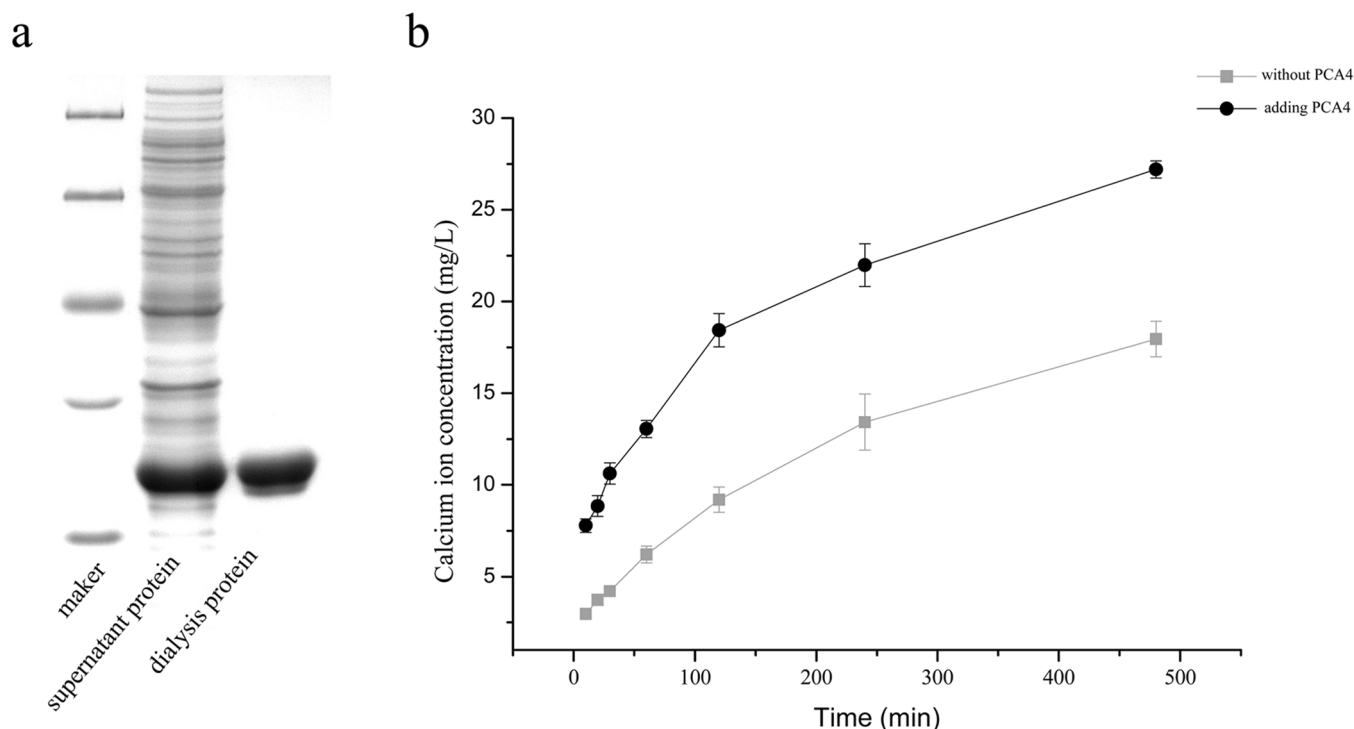 a
maker
supernatant protein
dialysis protein
b
without PCA4
adding PCA4
Calcium ion concentration (mg/L)
30
25
20
15
10
5
0
100
200
300
400
500
Time (min)